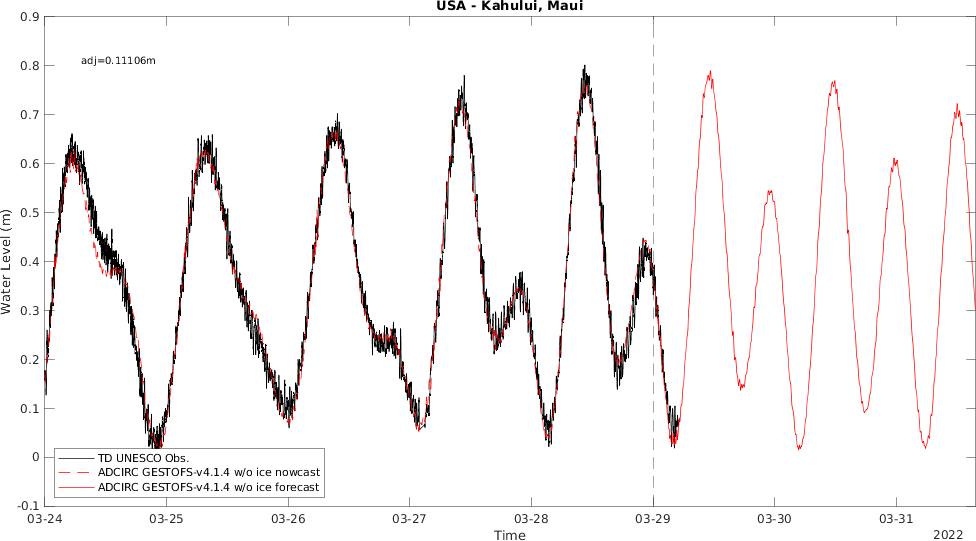 USA - Kahului, Maui
adj=0.11106m
Water Level (m)
0.9
0.8
0.7
0.6
0.5
0.4
0.3
0.2
0.1
0
-0.1
TD UNESCO Obs.
ADCIRC GESTOFS-v4.1.4 w/o ice nowcast
ADCIRC GESTOFS-v4.1.4 w/o ice forecast
03-24 03-25 03-26 03-27 03-28 03-29 03-30 03-31
Time
2022